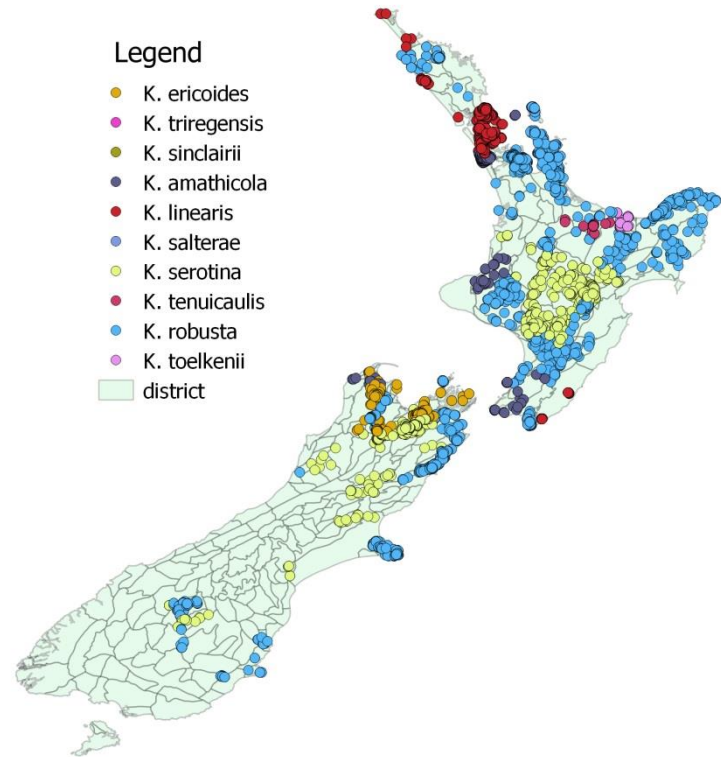 Legend
K. ericoides
K. triregensis
K. sinclairii
K. amathicola
K. linearis
K. salterae
K. serotina
K. tenuicaulis
K. robusta
K. toelkenii
district